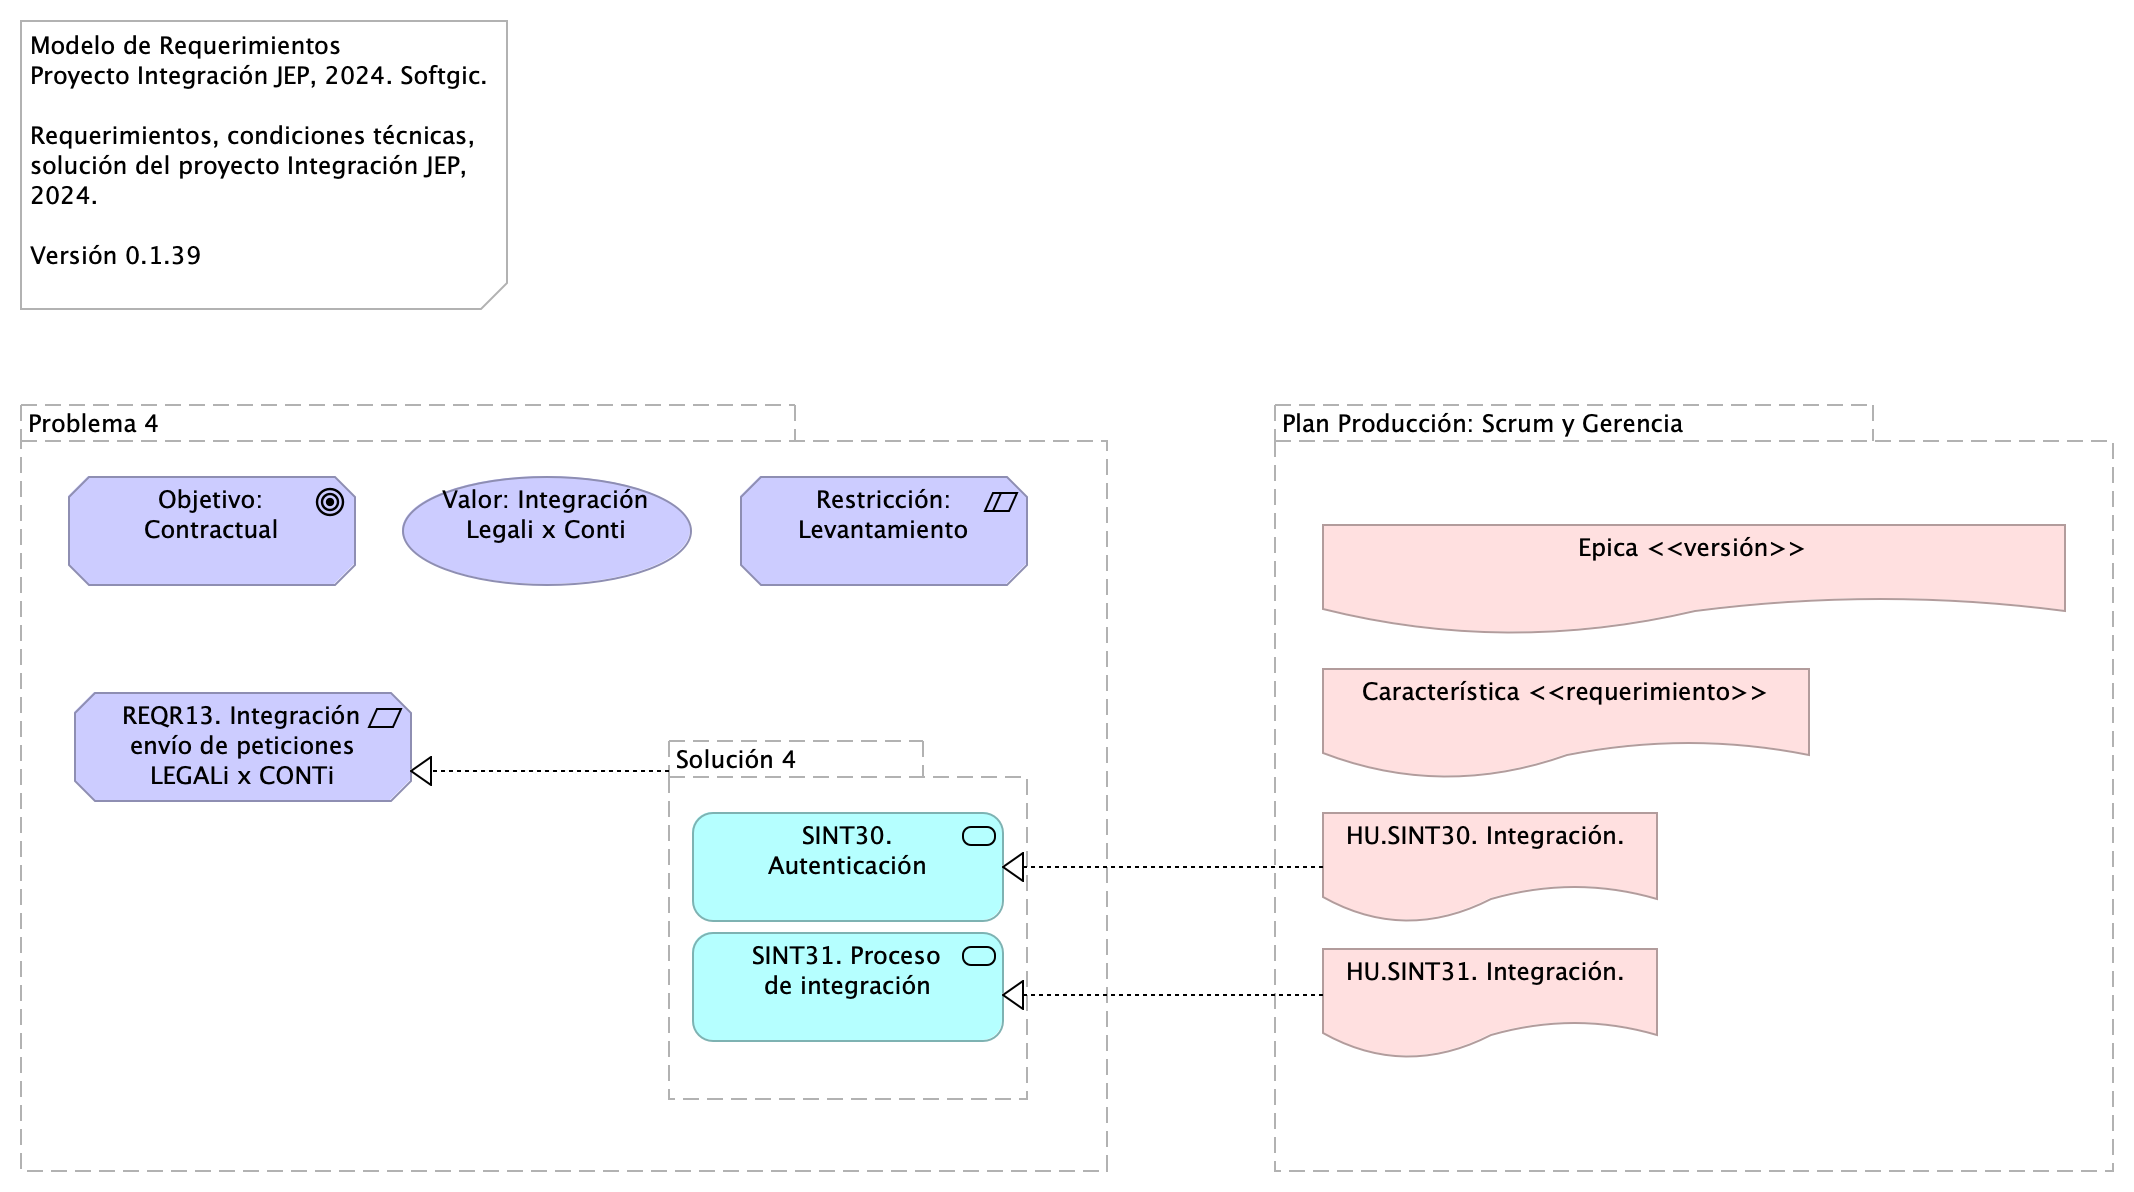 Modelo de Requerimientos
Proyecto Integración JEP, 2024. Softgic.
Requerimientos, condiciones técnicas,
solución del proyecto Integración JEP,
2024.
Versión 0.1.39
Problema 4
Objetivo:
Contractual
Valor: Integración
Legali x Conti
Restricción:
Levantamiento
REQR13. Integración
envío de peticiones
LEGALi x CONTi
Solución 4
SINT30.
Autenticación
SINT31. Proceso
de integración
Plan Producción: Scrum y Gerencia
Epica <<versión>>
Característica <<requerimiento>>
HU.SINT30. Integración.
HU.SINT31. Integración.